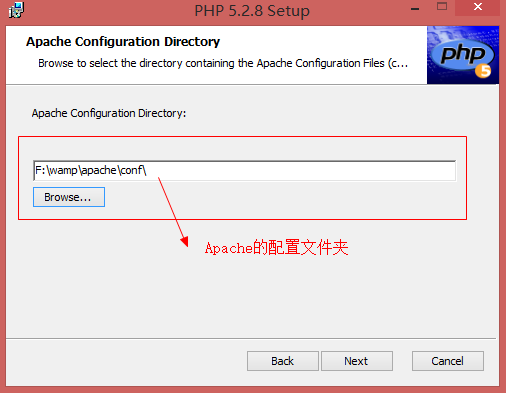 PHP 5.2.8 Setup
Apache Configuration Directory
Browse to select the directory containing the Apache Configuration Files (c...
php
5
Apache Configuration Directory:
F:\wamp\apache\conf\
Browse...
Apache的配置文件夹
Back
Next
Cancel